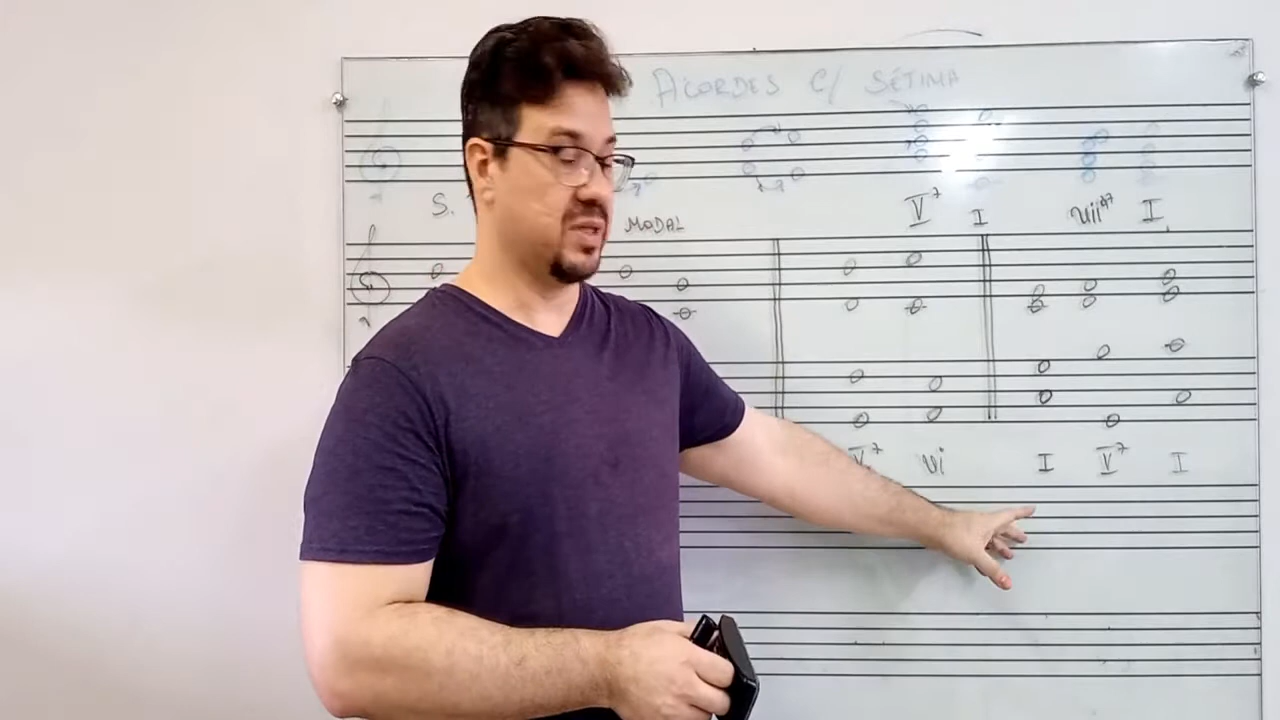 ACORDES C/ SÉTIMA
S. MODAL V7 I vii⌀7 I
V7 vi I V7 I